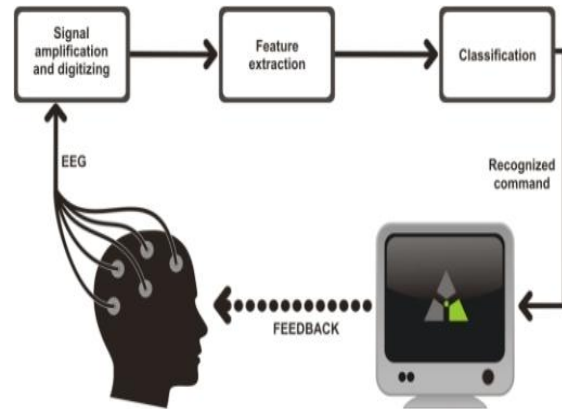 Signal
amplification
and digitizing
Feature
extraction
Classification
EEG
Recognized
command
FEEDBACK